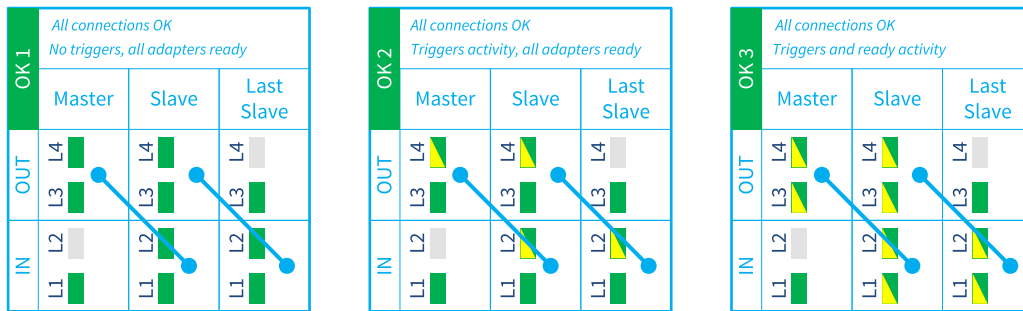 OK 1
All connections OK
No triggers, all adapters ready
Master
Slave
Last
Slave
OUT
L4
L4
L4
L3
L3
L3
IN
L2
L2
L2
L1
L1
L1
OK 2
All connections OK
Triggers activity, all adapters ready
Master
Slave
Last
Slave
OUT
L4
L4
L4
L3
L3
L3
IN
L2
L2
L2
L1
L1
L1
OK 3
All connections OK
Triggers and ready activity
Master
Slave
Last
Slave
OUT
L4
L4
L4
L3
L3
L3
IN
L2
L2
L2
L1
L1
L1